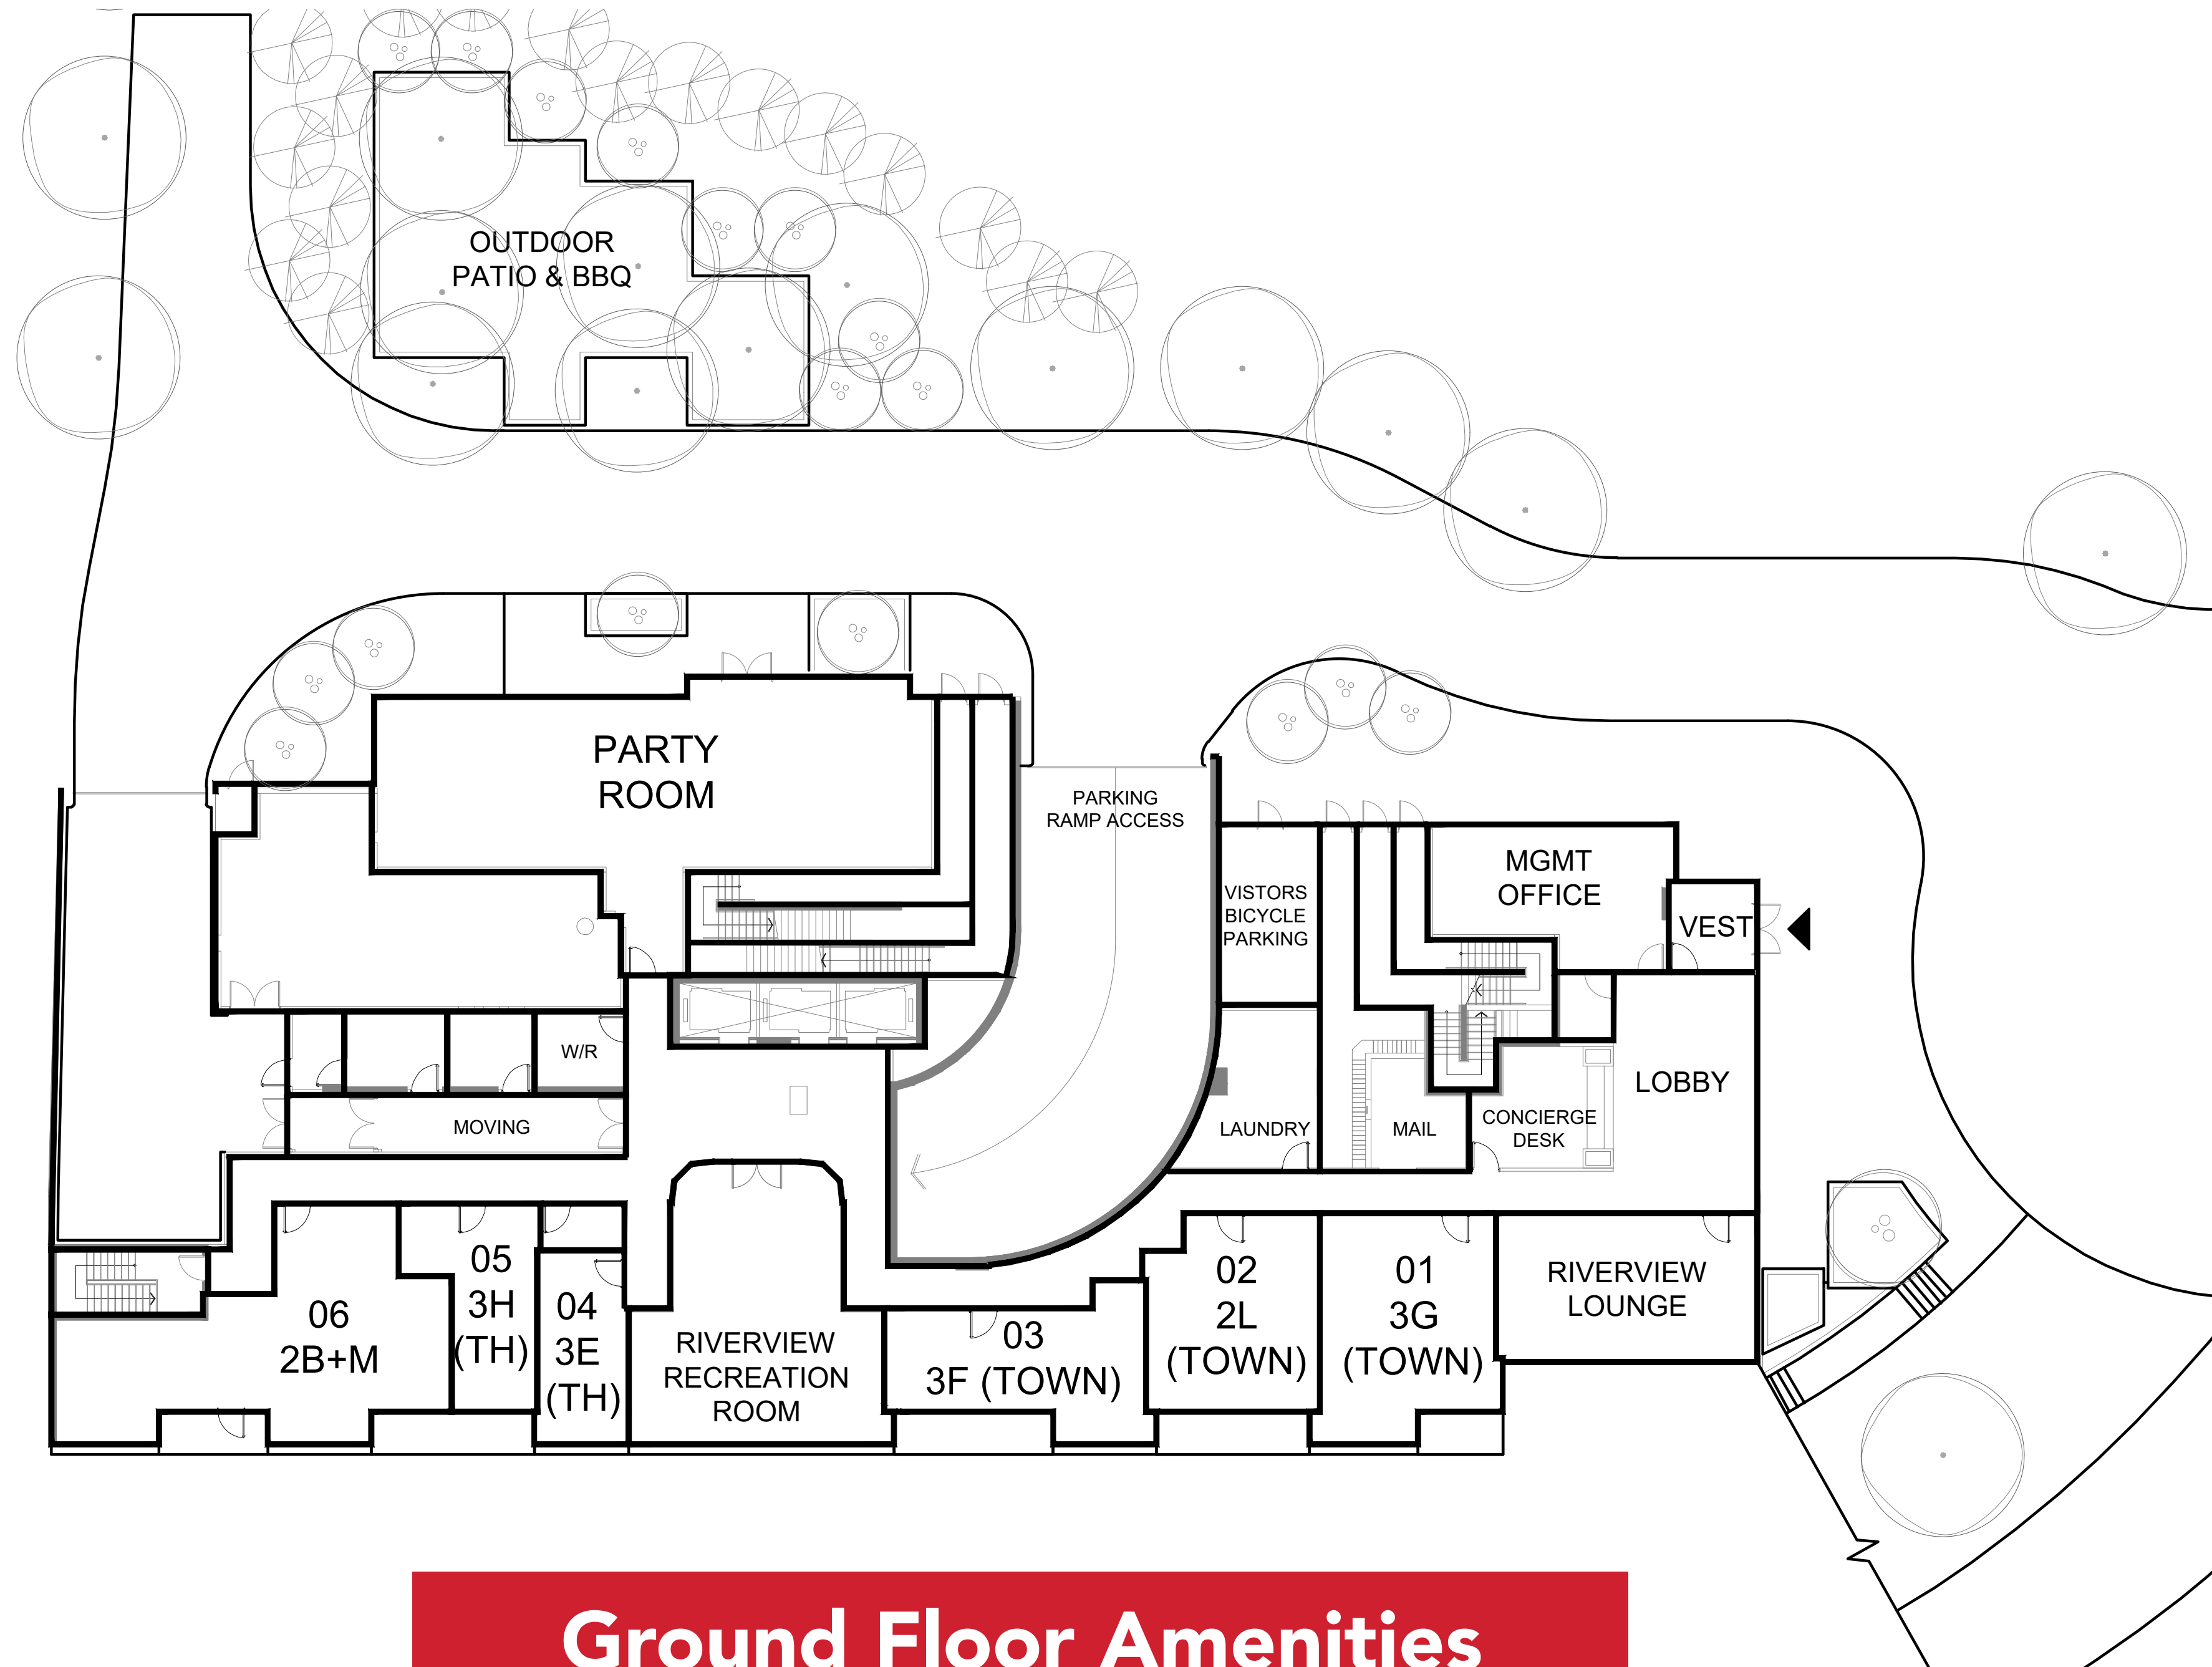 OUTDOOR
PATIO & BBQ
PARTY
ROOM
PARKING
RAMP ACCESS
VISTORS
BICYCLE
PARKING
MGMT
OFFICE
VEST
W/R
MOVING
LAUNDRY
MAIL
CONCIERGE
DESK
LOBBY
06
2B+M
05
3H
(TH)
04
3E
(TH)
RIVERVIEW
RECREATION
ROOM
03
3F (TOWN)
02
2L
(TOWN)
01
3G
(TOWN)
RIVERVIEW
LOUNGE
Ground Floor Amenities